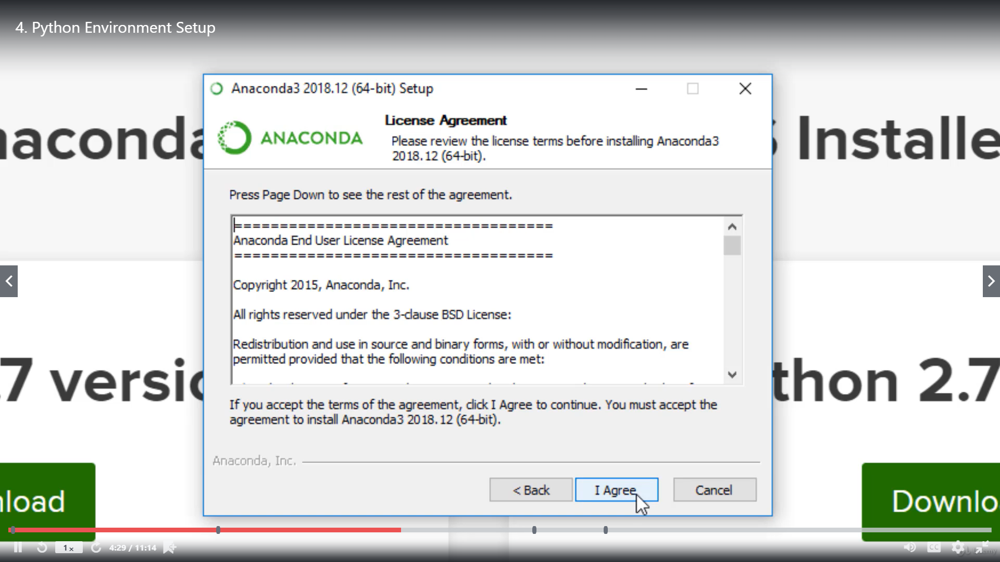 4. Python Environment Setup
Anaconda3 2018.12 (64-bit) Setup
ANACONDA
License Agreement
Please review the license terms before installing Anaconda3
2018.12 (64-bit).
naconda
Installe
Press Page Down to see the rest of the agreement.
===================================
Anaconda End User License Agreement
===================================
Copyright 2015, Anaconda, Inc.
All rights reserved under the 3-clause BSD License:
Redistribution and use in source and binary forms, with or without modification, are
permitted provided that the following conditions are met:
.7 versio
thon 2.7
If you accept the terms of the agreement, click I Agree to continue. You must accept the
agreement to install Anaconda3 2018.12 (64-bit).
Anaconda, Inc.
< Back
I Agree
Cancel
nload
Downlo
1x
4:29 / 11:14
CC